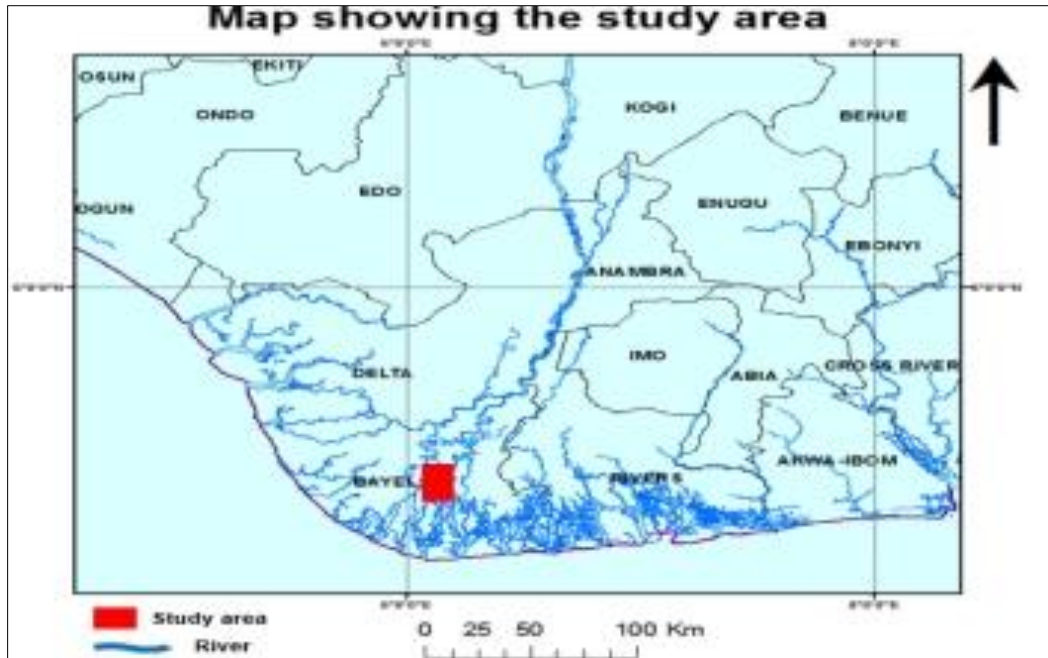 Map showing the study area
EKITI
OSUN
ONDO
KOGI
BENUE
EDO
ENUGU
OGUN
EBONYI
ANAMBRA
IMO
DELTA
ABIA
CROSS RIVER
AKWA-IBOM
BAYEL
RIVERS
Study area
River
0 25 50 100 Km